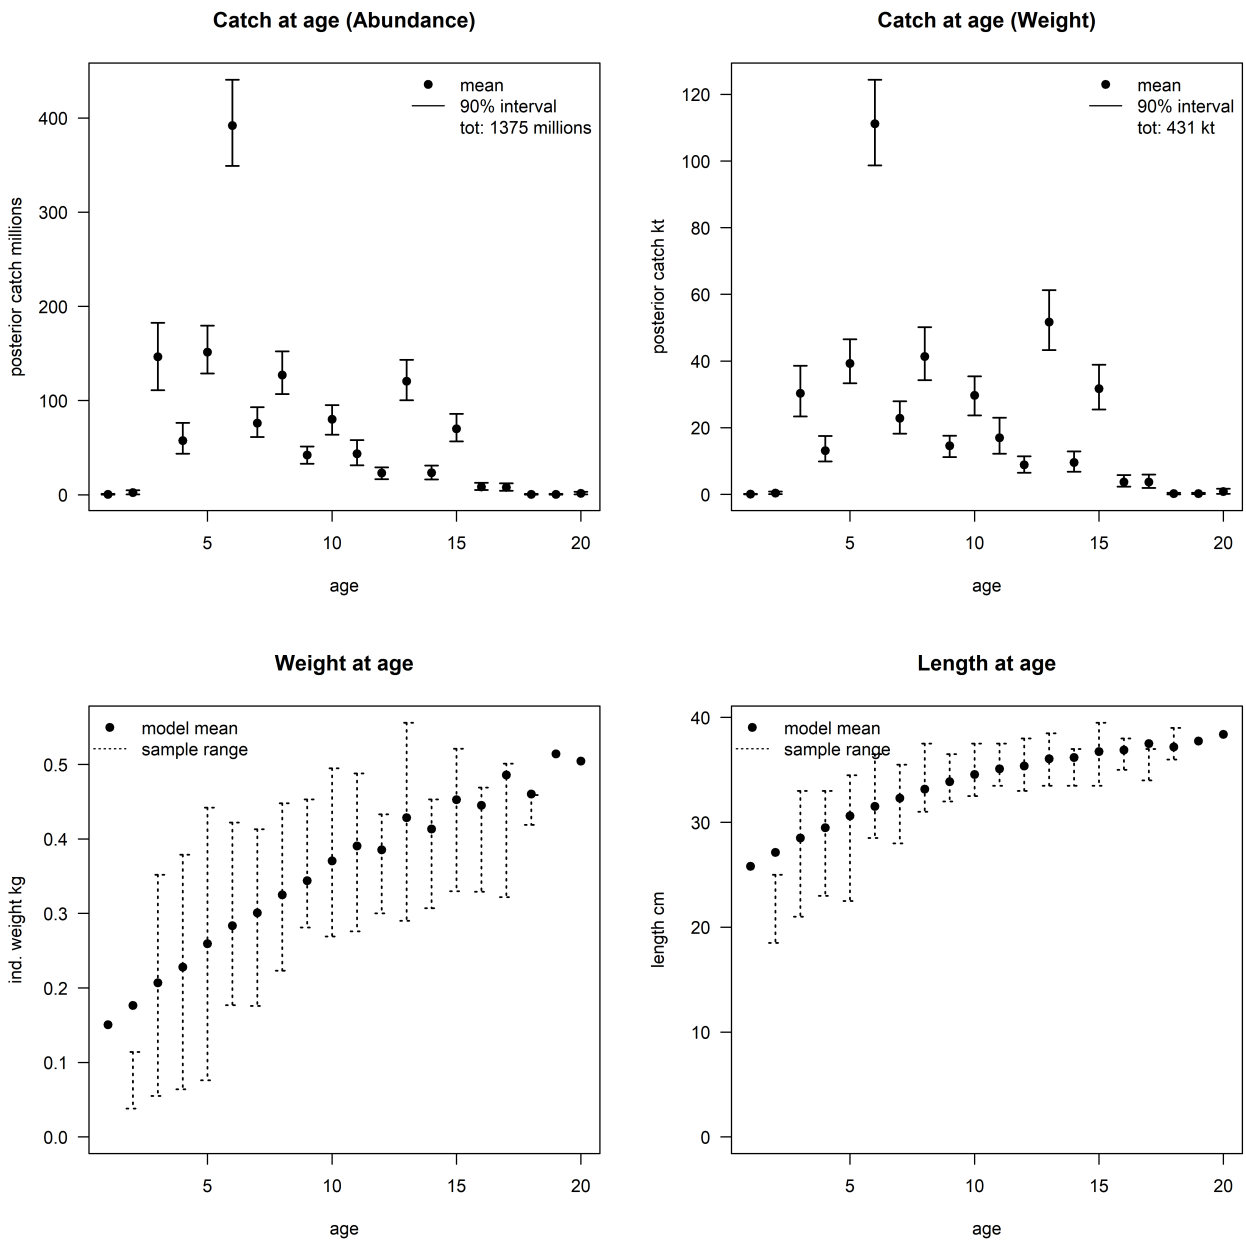 Catch at age (Abundance)
posterior catch millions
400
300
200
100
0
mean
90% interval
tot: 1375 millions
5 10 15 20
age
Catch at age (Weight)
posterior catch kt
120
100
80
60
40
20
0
mean
90% interval
tot: 431 kt
5 10 15 20
age
Weight at age
ind. weight kg
0.5
0.4
0.3
0.2
0.1
0.0
model mean
sample range
5 10 15 20
age
Length at age
length cm
40
30
20
10
0
model mean
sample range
5 10 15 20
age